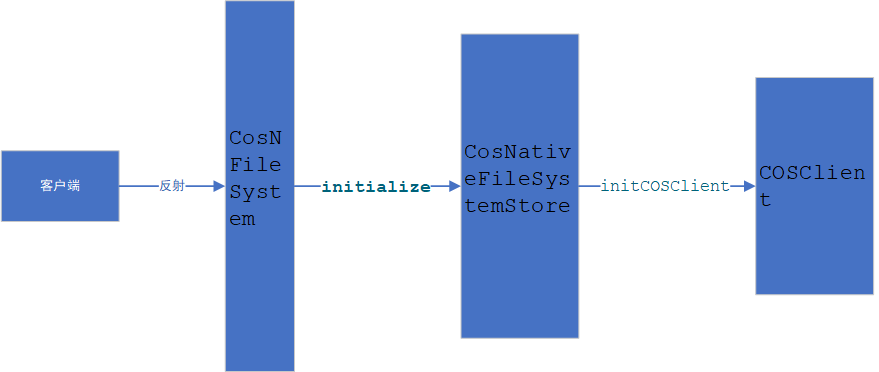 客户端
反射
CosN
File
Syst
em
initialize
CosNativ
eFileSys
temStore
initCOSClient
COSClien
t